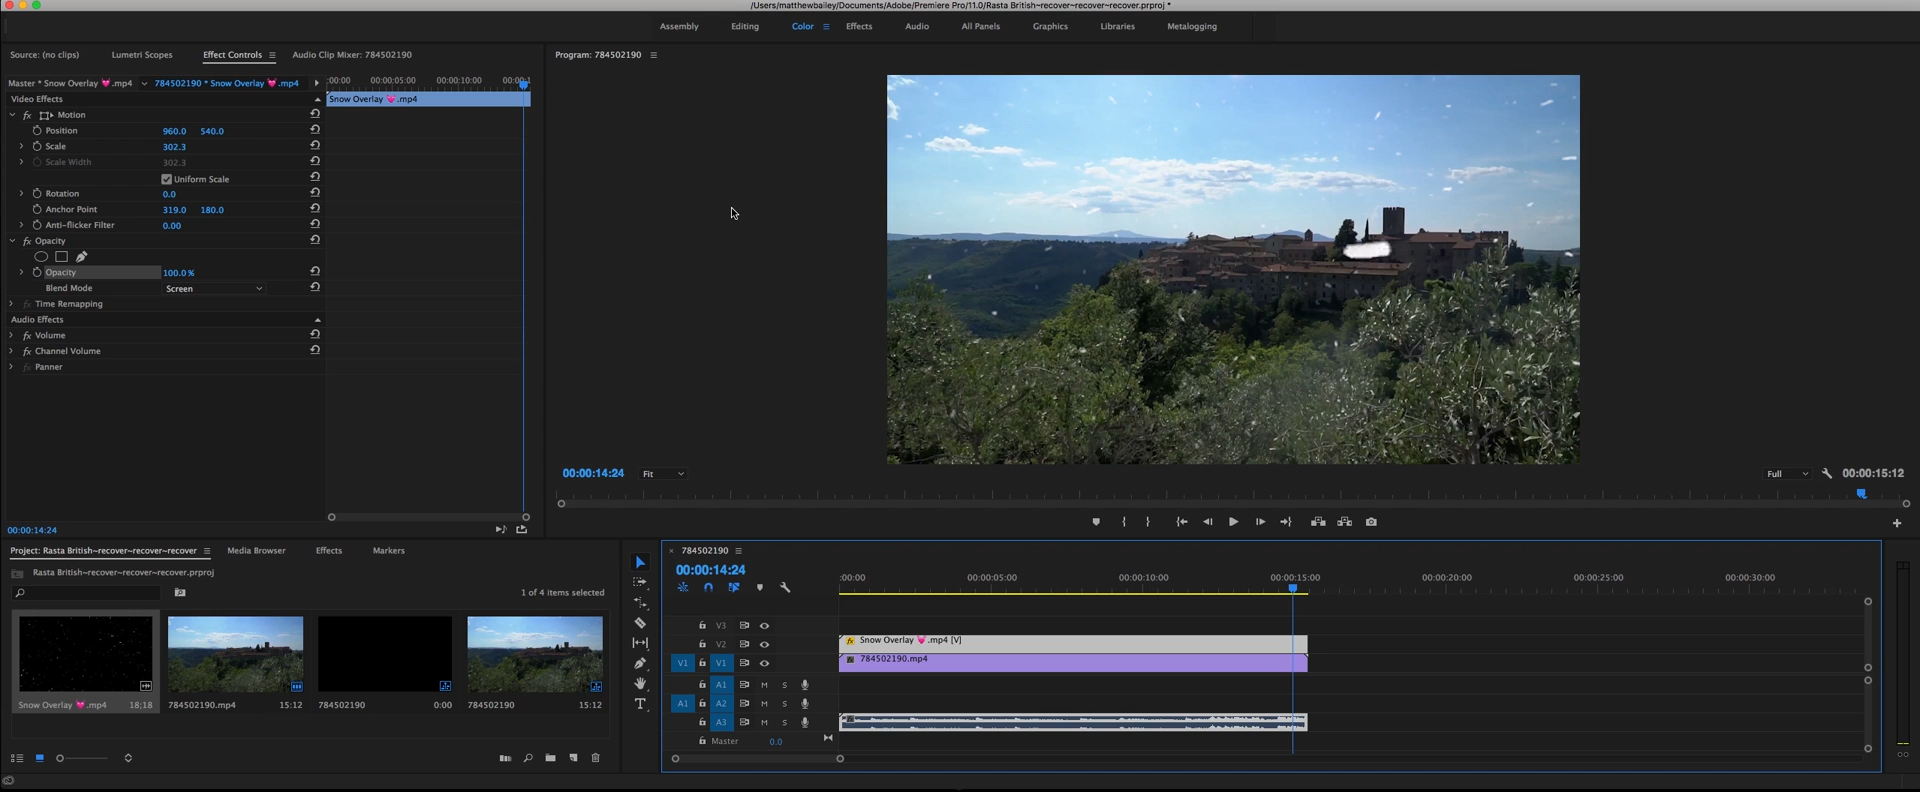 /Users/matthewbailey/Documents/Adobe/Premiere Pro/11.0/Rasta British~recover~recover~recover.prproj *
Assembly Editing Color Effects Audio All Panels Graphics Libraries Metalogging
Source: (no clips) Lumetri Scopes Effect Controls Audio Clip Mixer: 784502190
Program: 784502190
Master * Snow Overlay 💓.mp4 784502190 * Snow Overlay 💓.mp4
:00:00 00:00:05:00 00:00:10:00 00:00:1
Video Effects
Snow Overlay 💓.mp4
fx Motion
Position 960.0 540.0
Scale 302.3
Scale Width 302.3
Uniform Scale
Rotation 0.0
Anchor Point 319.0 180.0
Anti-flicker Filter 0.00
fx Opacity
Opacity 100.0 %
Blend Mode Screen
fx Time Remapping
Audio Effects
fx Volume
fx Channel Volume
fx Panner
00:00:14:24 Fit Full 00:00:15:12
00:00:14:24
Project: Rasta British~recover~recover~recover Media Browser Effects Markers
Rasta British~recover~recover~recover.prproj
1 of 4 items selected
Snow Overlay 💓.mp4 18;18
784502190.mp4 15:12
784502190 0:00
784502190 15:12
784502190
00:00:14:24
:00:00 00:00:05:00 00:00:10:00 00:00:15:00 00:00:20:00 00:00:25:00 00:00:30:00
V3
V2 fx Snow Overlay 💓.mp4 [V]
V1 V1 784502190.mp4
A1 M S
A1 A2 M S
A3 M S
Master 0.0